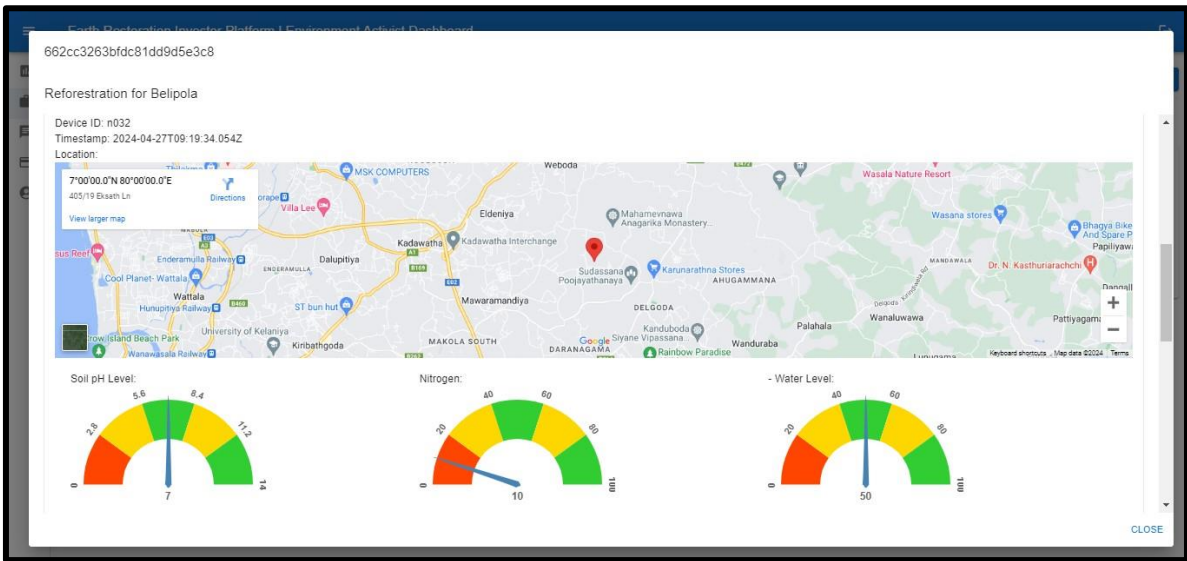 Earth Restoration Investor Platform | Environment Activist Dashboard
662cc3263bfdc81dd9d5e3c8
Reforestration for Belipola
Device ID: n032
Timestamp: 2024-04-27T09:19:34.054Z
Location:
7°00'00.0"N 80°00'00.0"E
405/19 Eksath Ln
Directions
View larger map
MSK COMPUTERS
Weboda
Wasala Nature Resort
Villa Lee
Eldeniya
Mahamevnawa
Anagarika Monastery..
Wasana stores
Bhagya Bike
And Spare P
Papiliyaw
Kadawatha
Kadawatha Interchange
Enderamulla Railway
ENDERAMULLA
Dalupitiya
Cool Planet- Wattala
Sudassana
Poojayathanaya
Karunarathna Stores
AHUGAMMANA
MANDAWALA
Dr. N. Kasthuriarachchi
Wattala
Hunupitiya Railway
ST bun hut
Mawaramandiya
DELGODA
Delgoda
Kirindiwela Rd
Wanaluwawa
Pattiyagama
University of Kelaniya
Kiribathgoda
MAKOLA SOUTH
Kanduboda
Siyane Vipassana
DARANAGAMA
Palahala
Wanduraba
Crow Island Beach Park
Wanawasala Railway
Google
Rainbow Paradise
Keyboard shortcuts
Map data ©2024
Terms
+
−
Soil pH Level:
0
2.8
5.6
8.4
11.2
14
7
Nitrogen:
0
20
40
60
80
100
10
- Water Level:
0
20
40
60
80
100
50
CLOSE